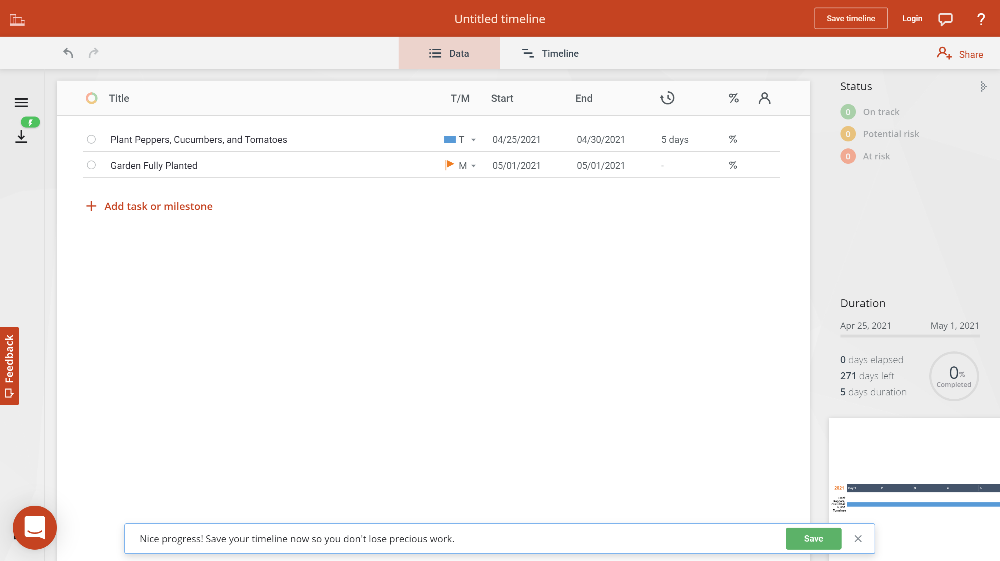 Untitled timeline
Save timeline
Login
?
Data
Timeline
Share
Title
T/M
Start
End
%
Plant Peppers, Cucumbers, and Tomatoes
T
04/25/2021
04/30/2021
5 days
%
Garden Fully Planted
M
05/01/2021
05/01/2021
-
%
+ Add task or milestone
Status
0 On track
0 Potential risk
0 At risk
Duration
Apr 25, 2021
May 1, 2021
0 days elapsed
271 days left
5 days duration
0%
Completed
Feedback
2021
Day 1
2
3
4
5
Plant
Peppers,
Cucumber
s, and
Tomatoes
Nice progress! Save your timeline now so you don't lose precious work.
Save